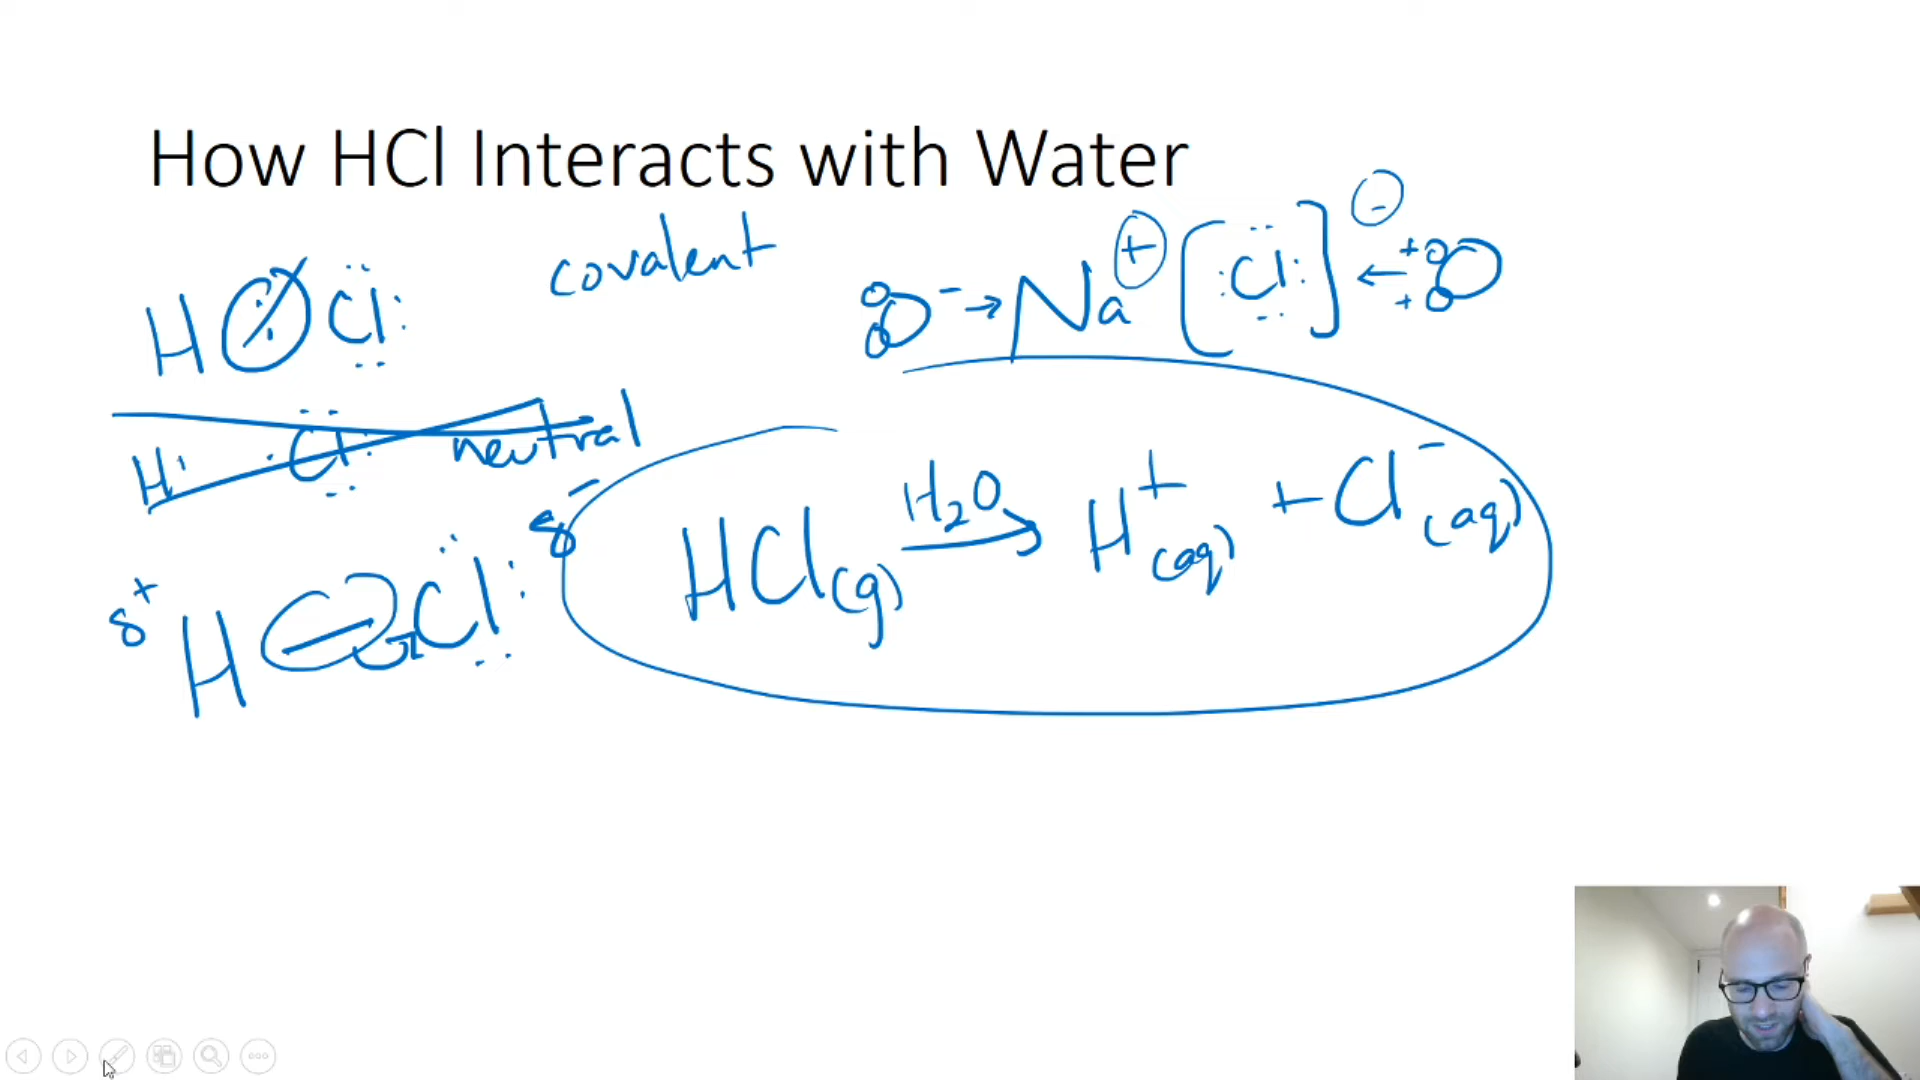 How HCl Interacts with Water
covalent
H : Cl
Na + [Cl] -
H· Cl neutral
δ+ H — Cl δ-
HCl(g) H2O → H+(aq) + Cl-(aq)